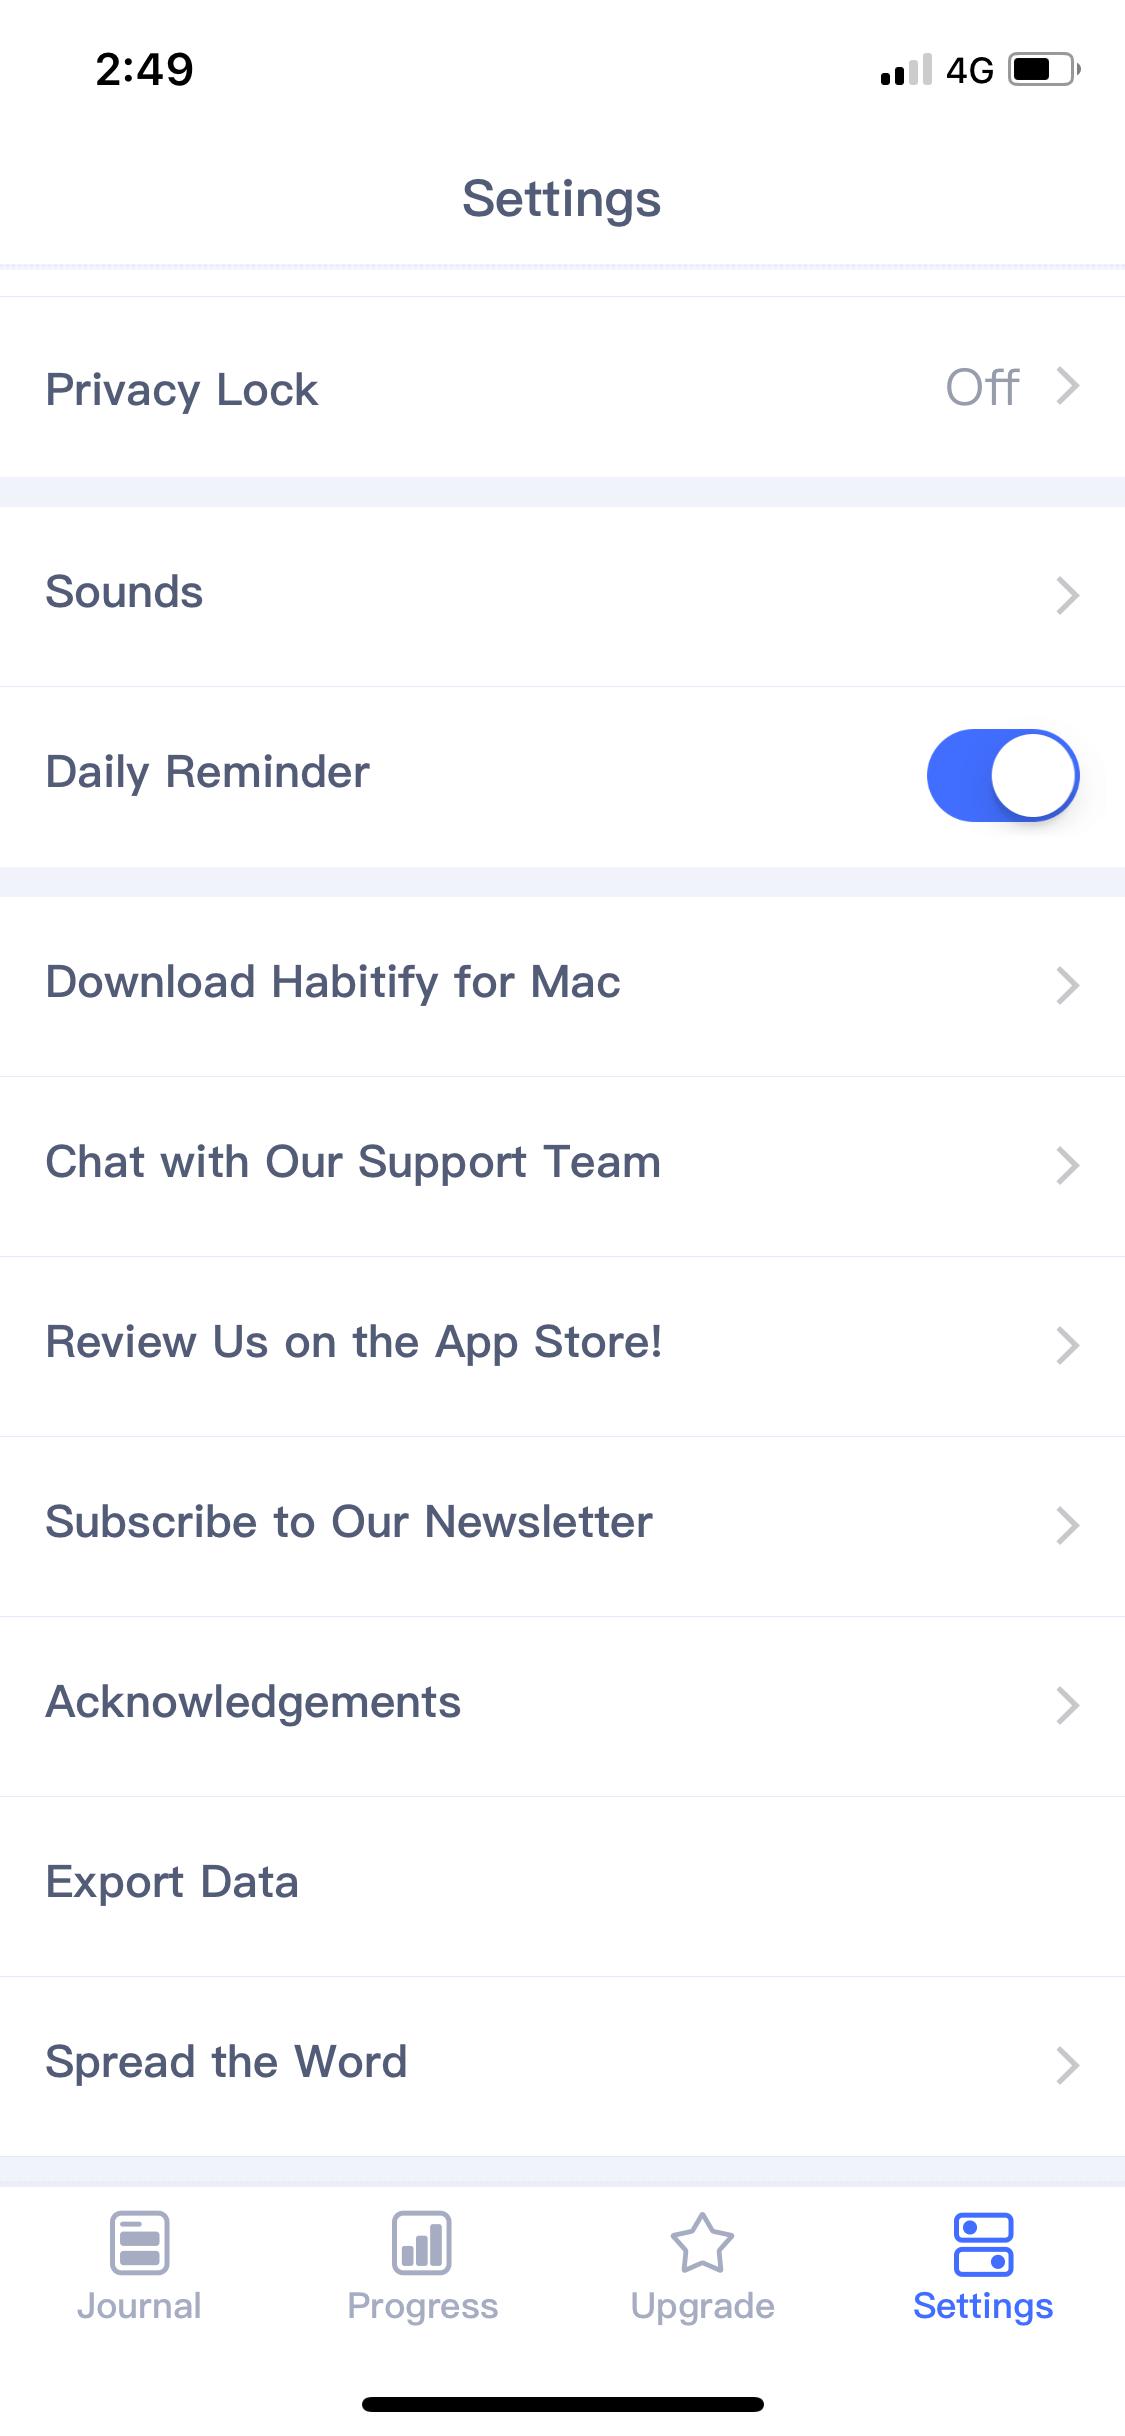 2:49
4G
Settings
Privacy Lock
Off
Sounds
Daily Reminder
Download Habitify for Mac
Chat with Our Support Team
Review Us on the App Store!
Subscribe to Our Newsletter
Acknowledgements
Export Data
Spread the Word
Journal
Progress
Upgrade
Settings